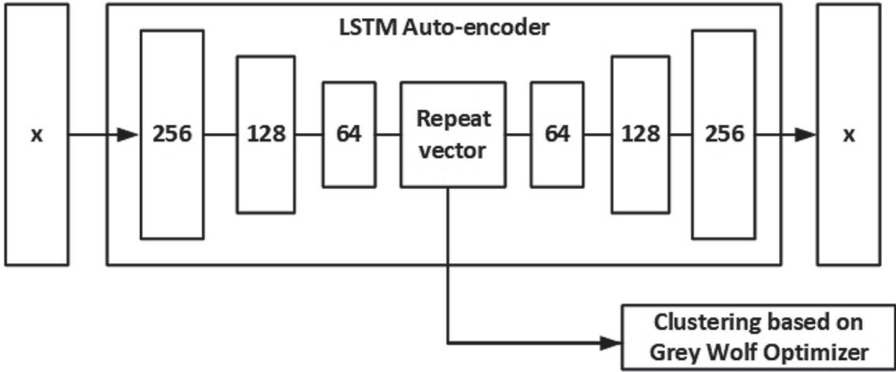 LSTM Auto-encoder
x
256
128
64
Repeat
vector
64
128
256
x
Clustering based on
Grey Wolf Optimizer